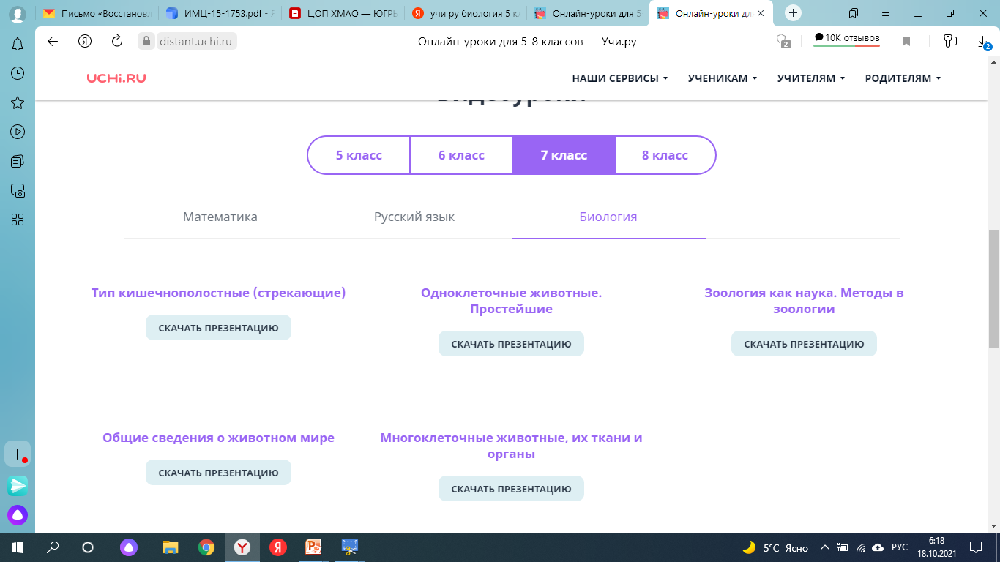 Письмо «Восстановл
ИМЦ-15-1753.pdf - Я
ЦОП ХМАО — ЮГРЬ
учи ру биология 5 кл
Онлайн-уроки для 5
Онлайн-уроки дл
distant.uchi.ru
Онлайн-уроки для 5-8 классов — Учи.ру
2
10K отзывов
2
UCHi.RU
НАШИ СЕРВИСЫ
УЧЕНИКАМ
УЧИТЕЛЯМ
РОДИТЕЛЯМ
Видеоуроки
5 класс
6 класс
7 класс
8 класс
Математика
Русский язык
Биология
Тип кишечнополостные (стрекающие)
СКАЧАТЬ ПРЕЗЕНТАЦИЮ
Одноклеточные животные.
Простейшие
СКАЧАТЬ ПРЕЗЕНТАЦИЮ
Зоология как наука. Методы в
зоологии
СКАЧАТЬ ПРЕЗЕНТАЦИЮ
Общие сведения о животном мире
СКАЧАТЬ ПРЕЗЕНТАЦИЮ
Многоклеточные животные, их ткани и
органы
СКАЧАТЬ ПРЕЗЕНТАЦИЮ
5°C Ясно
РУС
6:18
18.10.2021